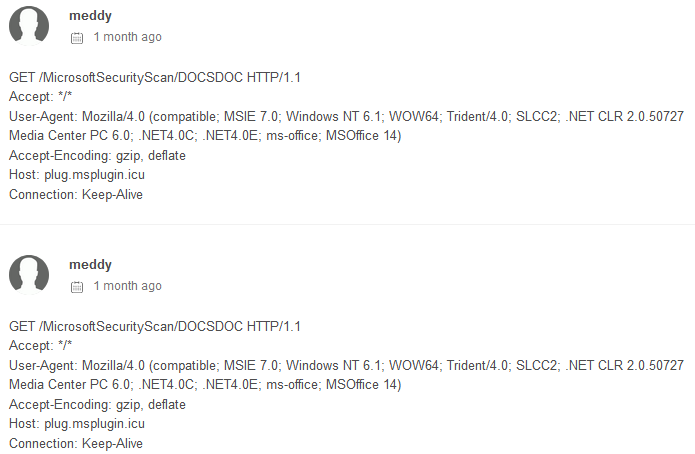 meddy
1 month ago
GET /MicrosoftSecurityScan/DOCSDOC HTTP/1.1
Accept: */*
User-Agent: Mozilla/4.0 (compatible; MSIE 7.0; Windows NT 6.1; WOW64; Trident/4.0; SLCC2; .NET CLR 2.0.50727
Media Center PC 6.0; .NET4.0C; .NET4.0E; ms-office; MSOffice 14)
Accept-Encoding: gzip, deflate
Host: plug.msplugin.icu
Connection: Keep-Alive
meddy
1 month ago
GET /MicrosoftSecurityScan/DOCSDOC HTTP/1.1
Accept: */*
User-Agent: Mozilla/4.0 (compatible; MSIE 7.0; Windows NT 6.1; WOW64; Trident/4.0; SLCC2; .NET CLR 2.0.50727
Media Center PC 6.0; .NET4.0C; .NET4.0E; ms-office; MSOffice 14)
Accept-Encoding: gzip, deflate
Host: plug.msplugin.icu
Connection: Keep-Alive